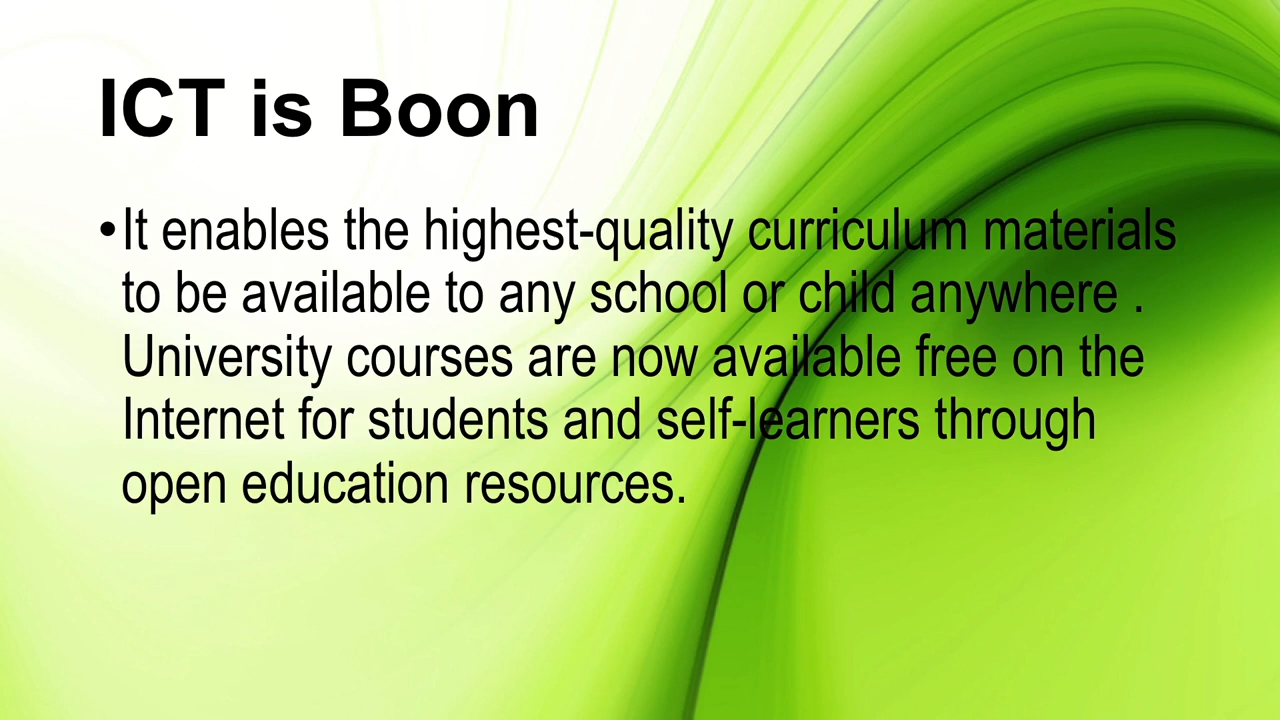 ICT is Boon
•It enables the highest-quality curriculum materials
to be available to any school or child anywhere .
University courses are now available free on the
Internet for students and self-learners through
open education resources.